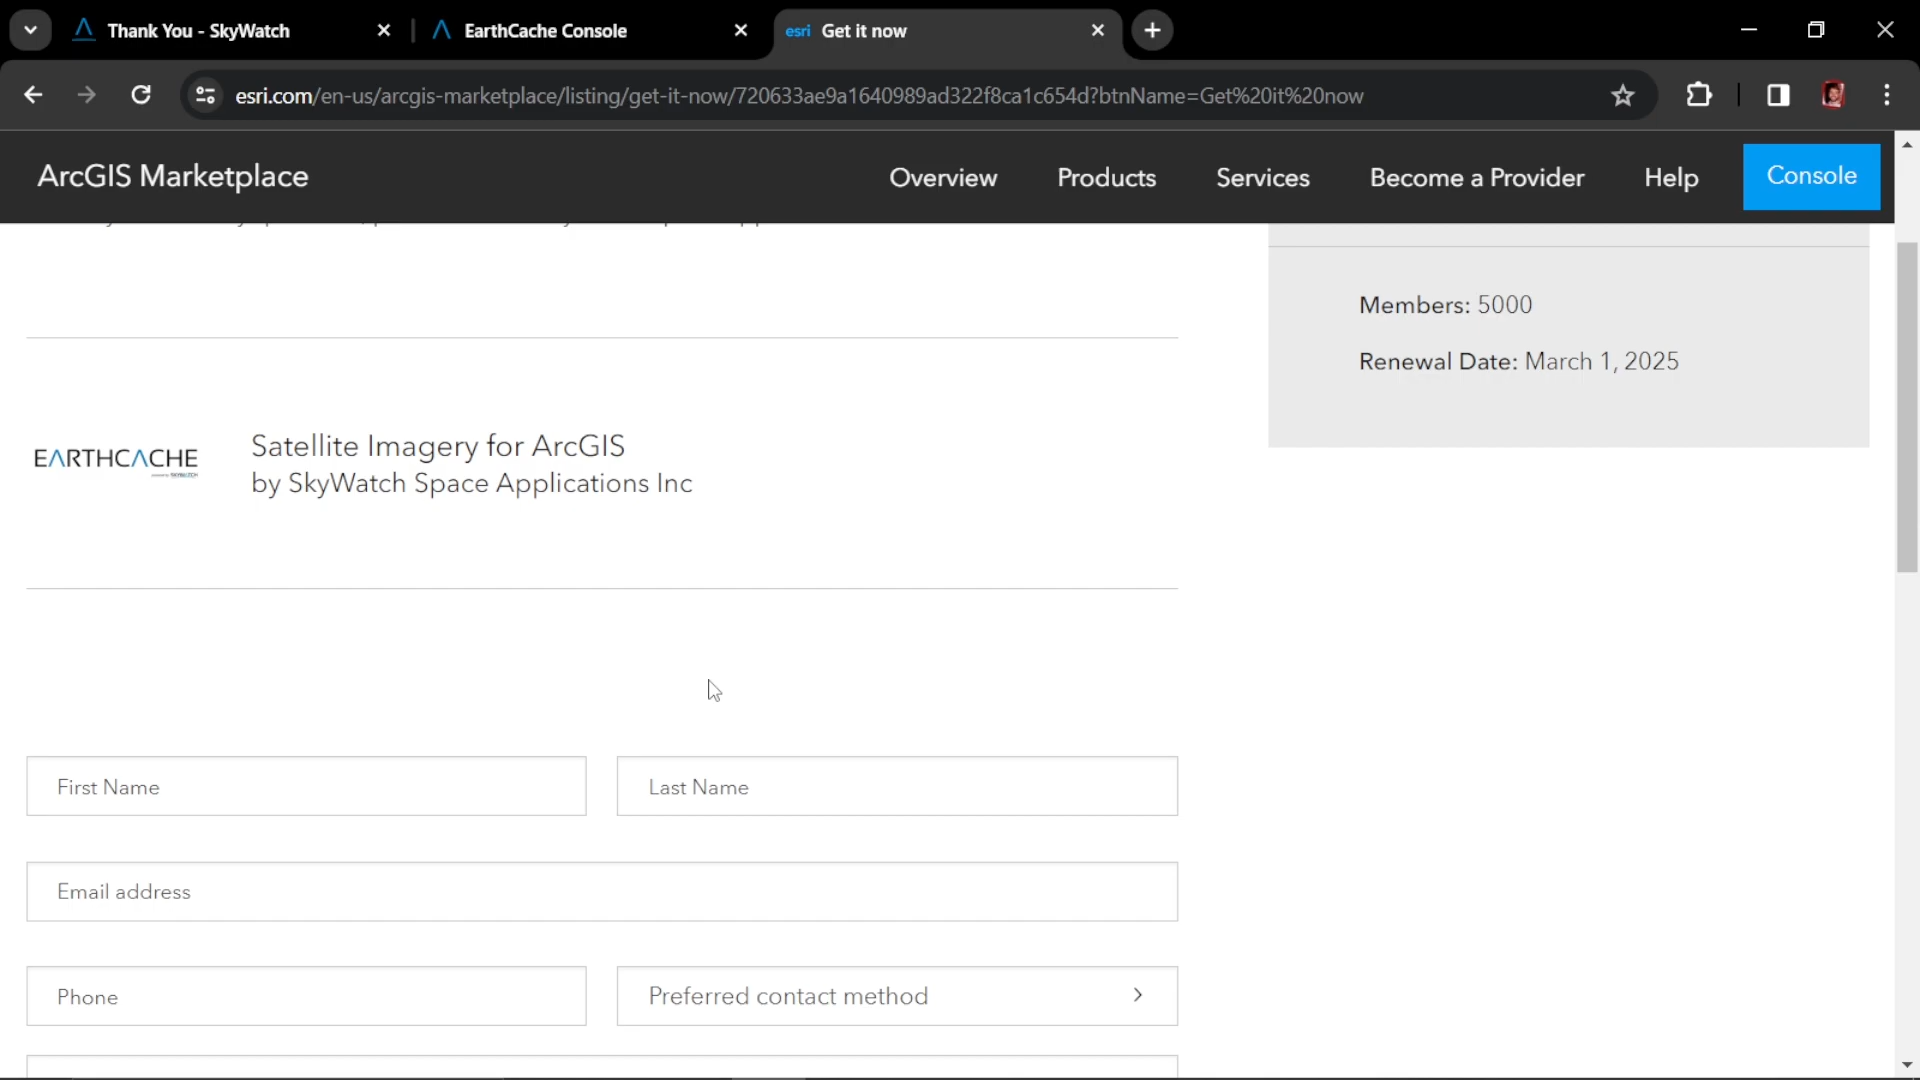 Thank You - SkyWatch
EarthCache Console
esri Get it now
esri.com/en-us/arcgis-marketplace/listing/get-it-now/720633ae9a1640989ad322f8ca1c654d?btnName=Get%20it%20now
ArcGIS Marketplace
Overview
Products
Services
Become a Provider
Help
Console
Members: 5000
Renewal Date: March 1, 2025
EARTHCACHE
Satellite Imagery for ArcGIS
by SkyWatch Space Applications Inc
First Name
Last Name
Email address
Phone
Preferred contact method